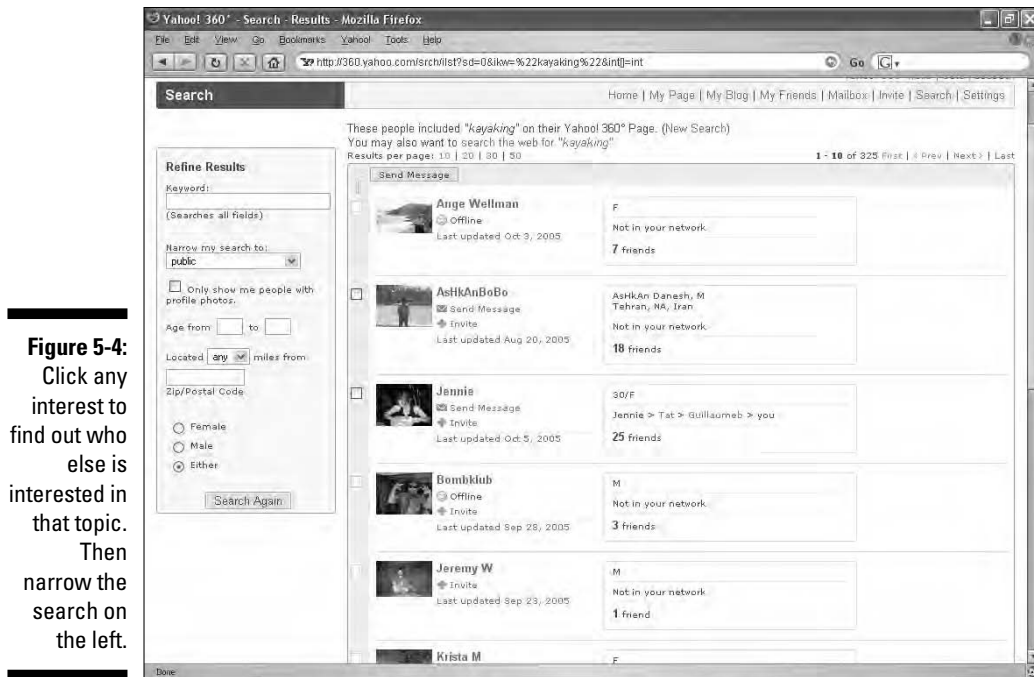 Yahoo! 360° - Search - Results - Mozilla Firefox
File Edit View Go Bookmarks Yahoo! Tools Help
http://360.yahoo.com/srch/ilst?sd=0&ikw=%22kayaking%22&int[]=int
Go
Search
Home | My Page | My Blog | My Friends | Mailbox | Invite | Search | Settings
These people included "kayaking" on their Yahoo! 360° Page. (New Search)
You may also want to search the web for "kayaking"
Results per page: 10 | 20 | 30 | 50
1 - 10 of 325 First | < Prev | Next > | Last
Refine Results
Keyword:
(Searches all fields)
Narrow my search to:
public
Only show me people with
profile photos.
Age from to
Located any miles from
Zip/Postal Code
Female
Male
Either
Search Again
Send Message
Ange Wellman
Offline
Last updated Oct 3, 2005
F
Not in your network
7 friends
AsHkAnBoBo
Send Message
Invite
Last updated Aug 20, 2005
AsHkAn Danesh, M
Tehran, NA, Iran
Not in your network
18 friends
Jennie
Send Message
Invite
Last updated Oct 5, 2005
30/F
Jennie > Tat > Guillaumeb > you
25 friends
Bombklub
Offline
Invite
Last updated Sep 28, 2005
M
Not in your network
3 friends
Jeremy W
Invite
Last updated Sep 23, 2005
M
Not in your network
1 friend
Krista M
F
Done
Figure 5-4:
Click any
interest to
find out who
else is
interested in
that topic.
Then
narrow the
search on
the left.